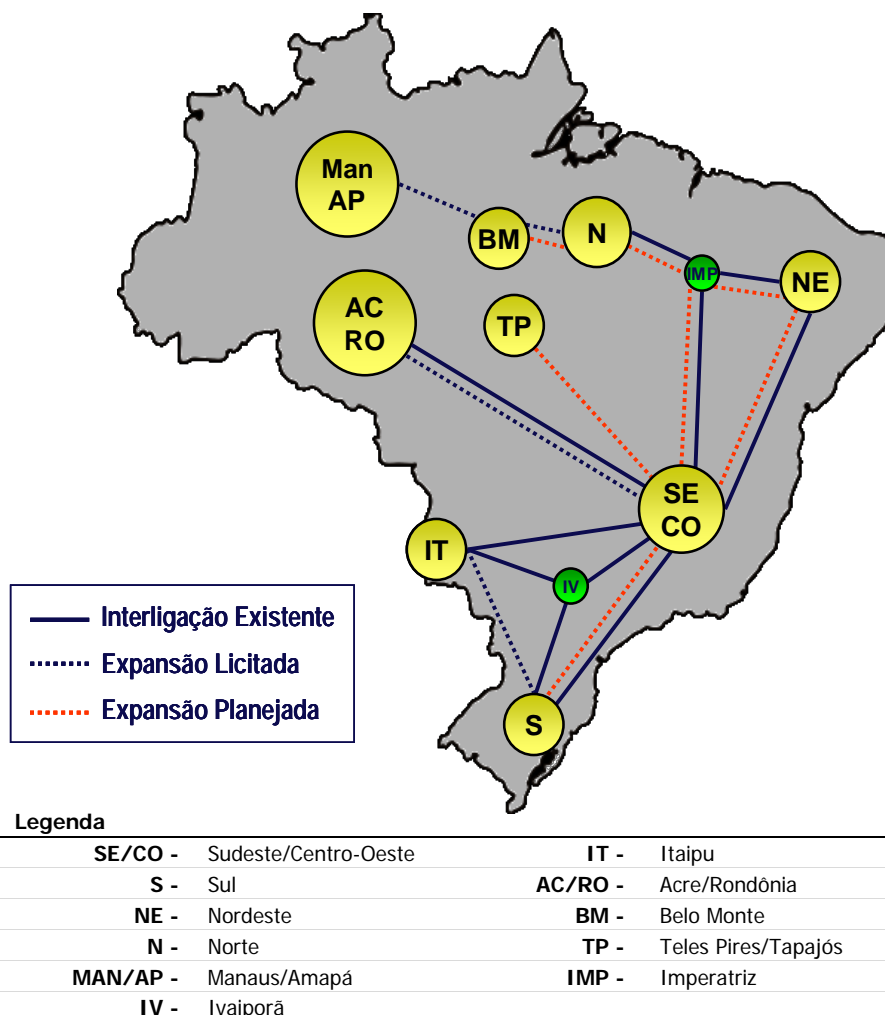 Man
AP
BM
N
IMP
NE
AC
RO
TP
SE
CO
IT
IV
S
Interligação Existente
Expansão Licitada
Expansão Planejada
Legenda
SE/CO - Sudeste/Centro-Oeste IT - Itaipu
S - Sul AC/RO - Acre/Rondônia
NE - Nordeste BM - Belo Monte
N - Norte TP - Teles Pires/Tapajós
MAN/AP - Manaus/Amapá IMP - Imperatriz
IV - Ivaiporã